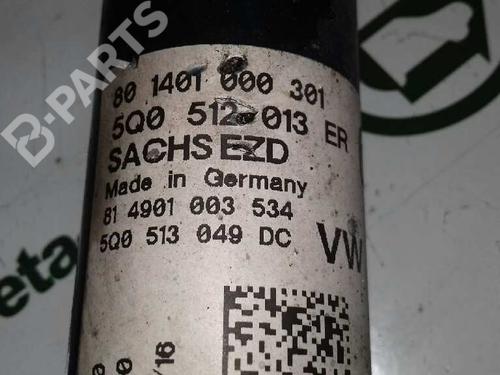 B-PARTS
80 1401 000 301
5Q0 512 013 ER
SACHS EZD
Made in Germany
81 4901 003 534
5Q0 513 049 DC
VW
/16